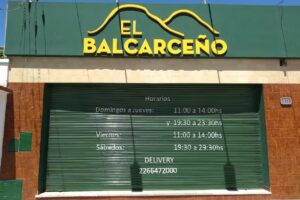 EL
BALCARCEÑO
Horarios
Domingos a Jueves: 11:00 a 14:00hs
y 19:30 a 23:30hs
Viernes: 11:00 a 14:00hs
Sábados: 19:30 a 23:30hs
DELIVERY
2266472000